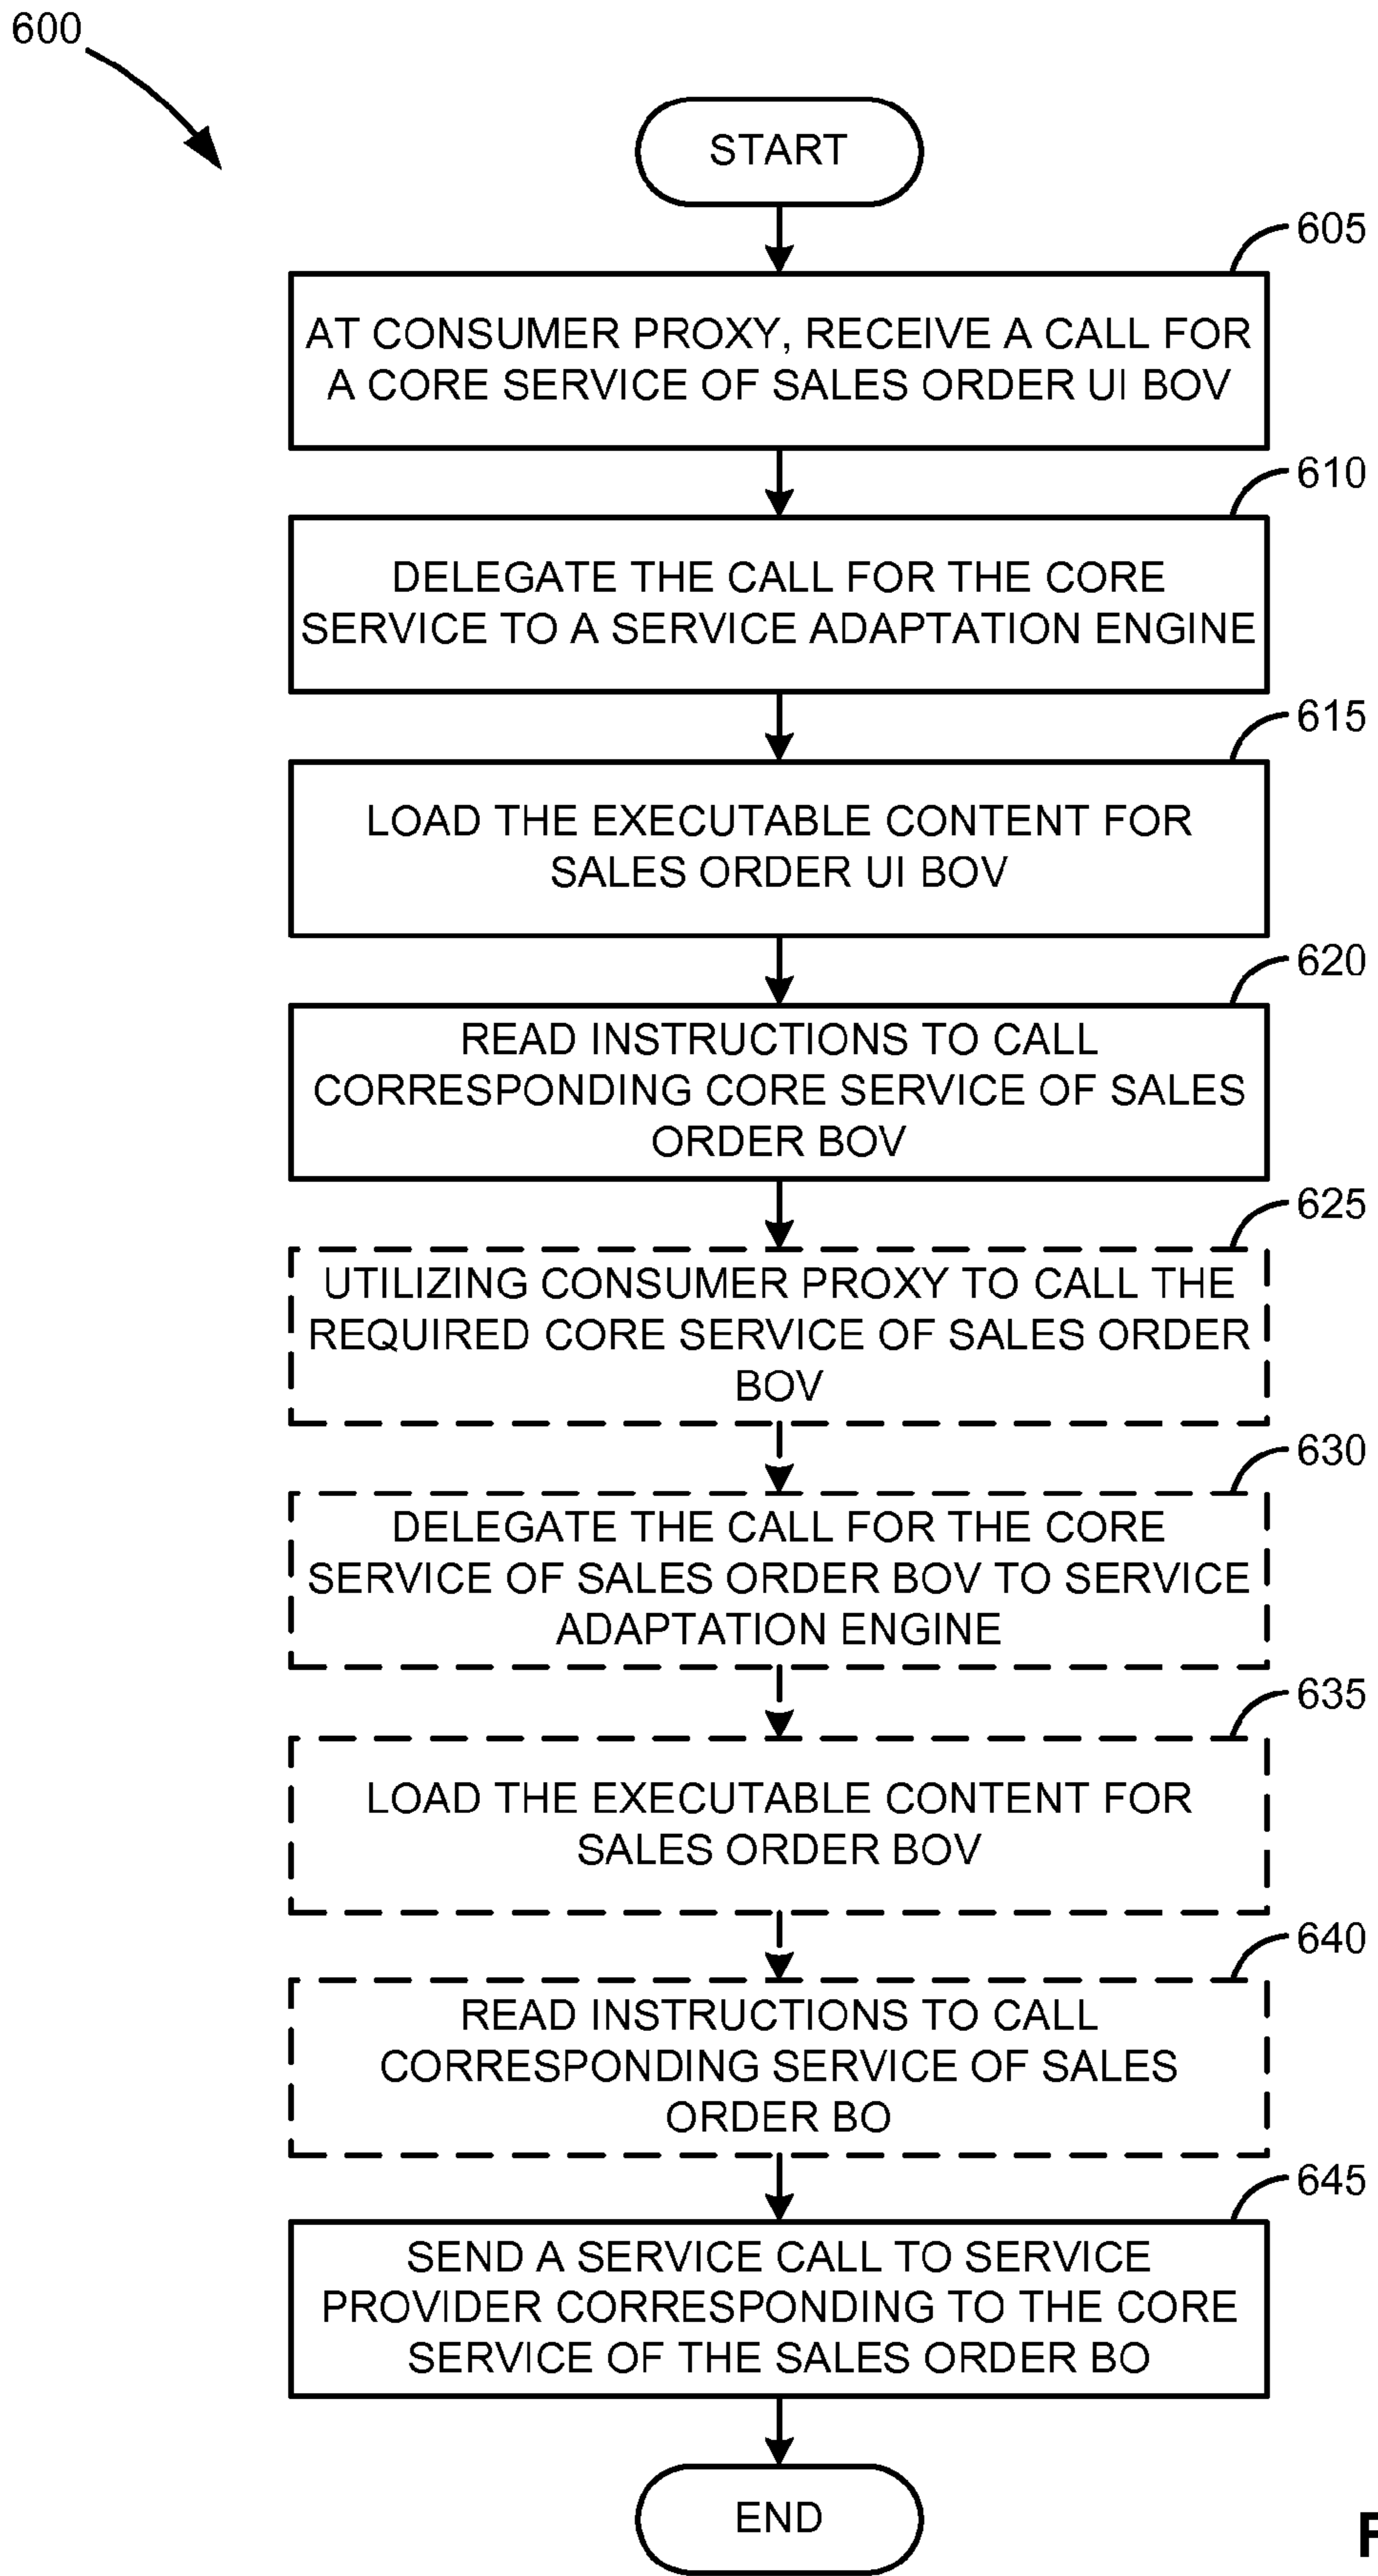 600
START
605
AT CONSUMER PROXY, RECEIVE A CALL FOR
A CORE SERVICE OF SALES ORDER UI BOV
610
DELEGATE THE CALL FOR THE CORE
SERVICE TO A SERVICE ADAPTATION ENGINE
615
LOAD THE EXECUTABLE CONTENT FOR
SALES ORDER UI BOV
620
READ INSTRUCTIONS TO CALL
CORRESPONDING CORE SERVICE OF SALES
ORDER BOV
625
UTILIZING CONSUMER PROXY TO CALL THE
REQUIRED CORE SERVICE OF SALES ORDER
BOV
630
DELEGATE THE CALL FOR THE CORE
SERVICE OF SALES ORDER BOV TO SERVICE
ADAPTATION ENGINE
635
LOAD THE EXECUTABLE CONTENT FOR
SALES ORDER BOV
640
READ INSTRUCTIONS TO CALL
CORRESPONDING SERVICE OF SALES
ORDER BO
645
SEND A SERVICE CALL TO SERVICE
PROVIDER CORRESPONDING TO THE CORE
SERVICE OF THE SALES ORDER BO
END